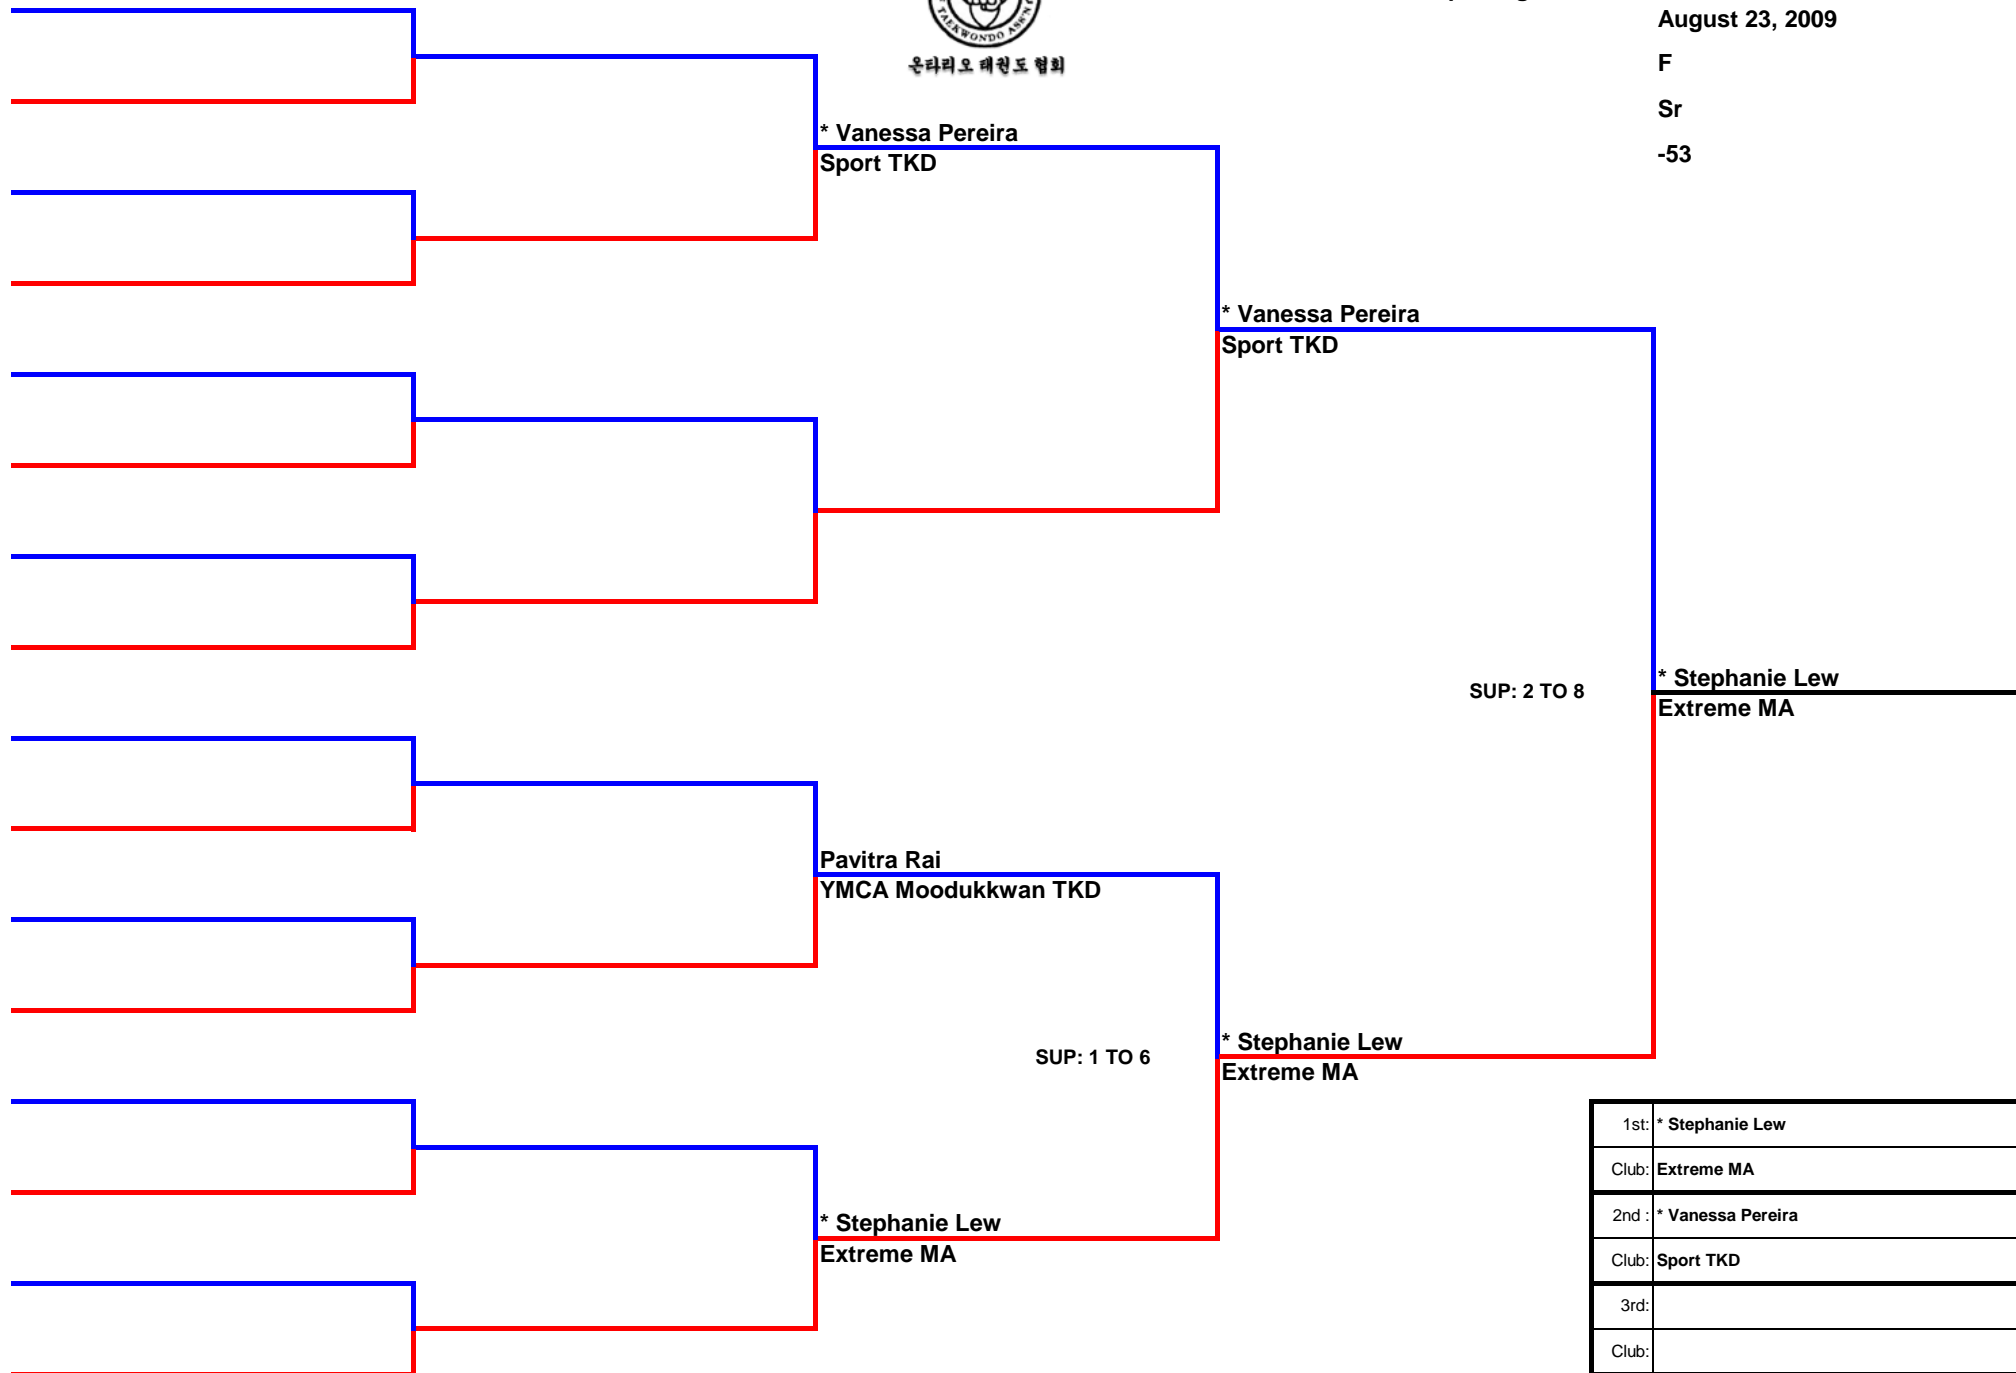 TAEKWONDO ASS'N
온타리오 태권도 협회
August 23, 2009
F
Sr
-53
* Vanessa Pereira
Sport TKD
* Vanessa Pereira
Sport TKD
SUP: 2 TO 8
* Stephanie Lew
Extreme MA
Pavitra Rai
YMCA Moodukkwan TKD
SUP: 1 TO 6
* Stephanie Lew
Extreme MA
* Stephanie Lew
Extreme MA
1st: * Stephanie Lew
Club: Extreme MA
2nd : * Vanessa Pereira
Club: Sport TKD
3rd:
Club: